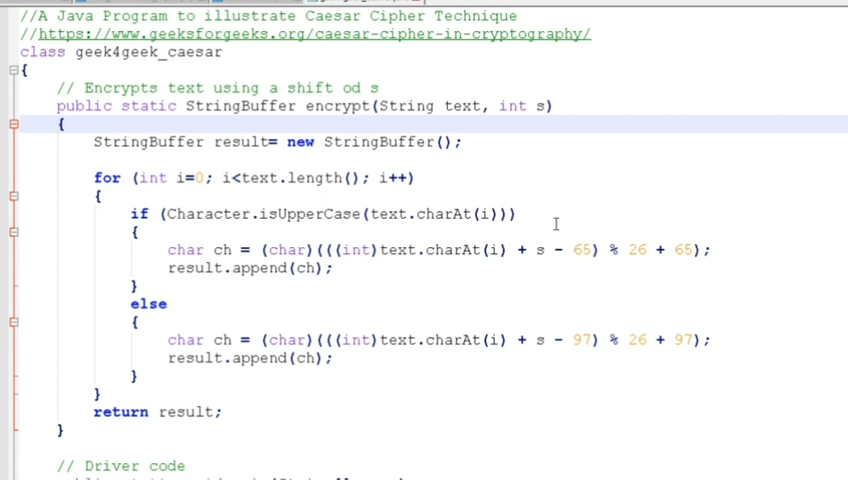 //A Java Program to illustrate Caesar Cipher Technique
//https://www.geeksforgeeks.org/caesar-cipher-in-cryptography/
class geek4geek_caesar
{
// Encrypts text using a shift od s
public static StringBuffer encrypt(String text, int s)
{
StringBuffer result= new StringBuffer();
for (int i=0; i<text.length(); i++)
{
if (Character.isUpperCase(text.charAt(i)))
{
char ch = (char)(((int)text.charAt(i) + s - 65) % 26 + 65);
result.append(ch);
}
else
{
char ch = (char)(((int)text.charAt(i) + s - 97) % 26 + 97);
result.append(ch);
}
}
return result;
}
// Driver code